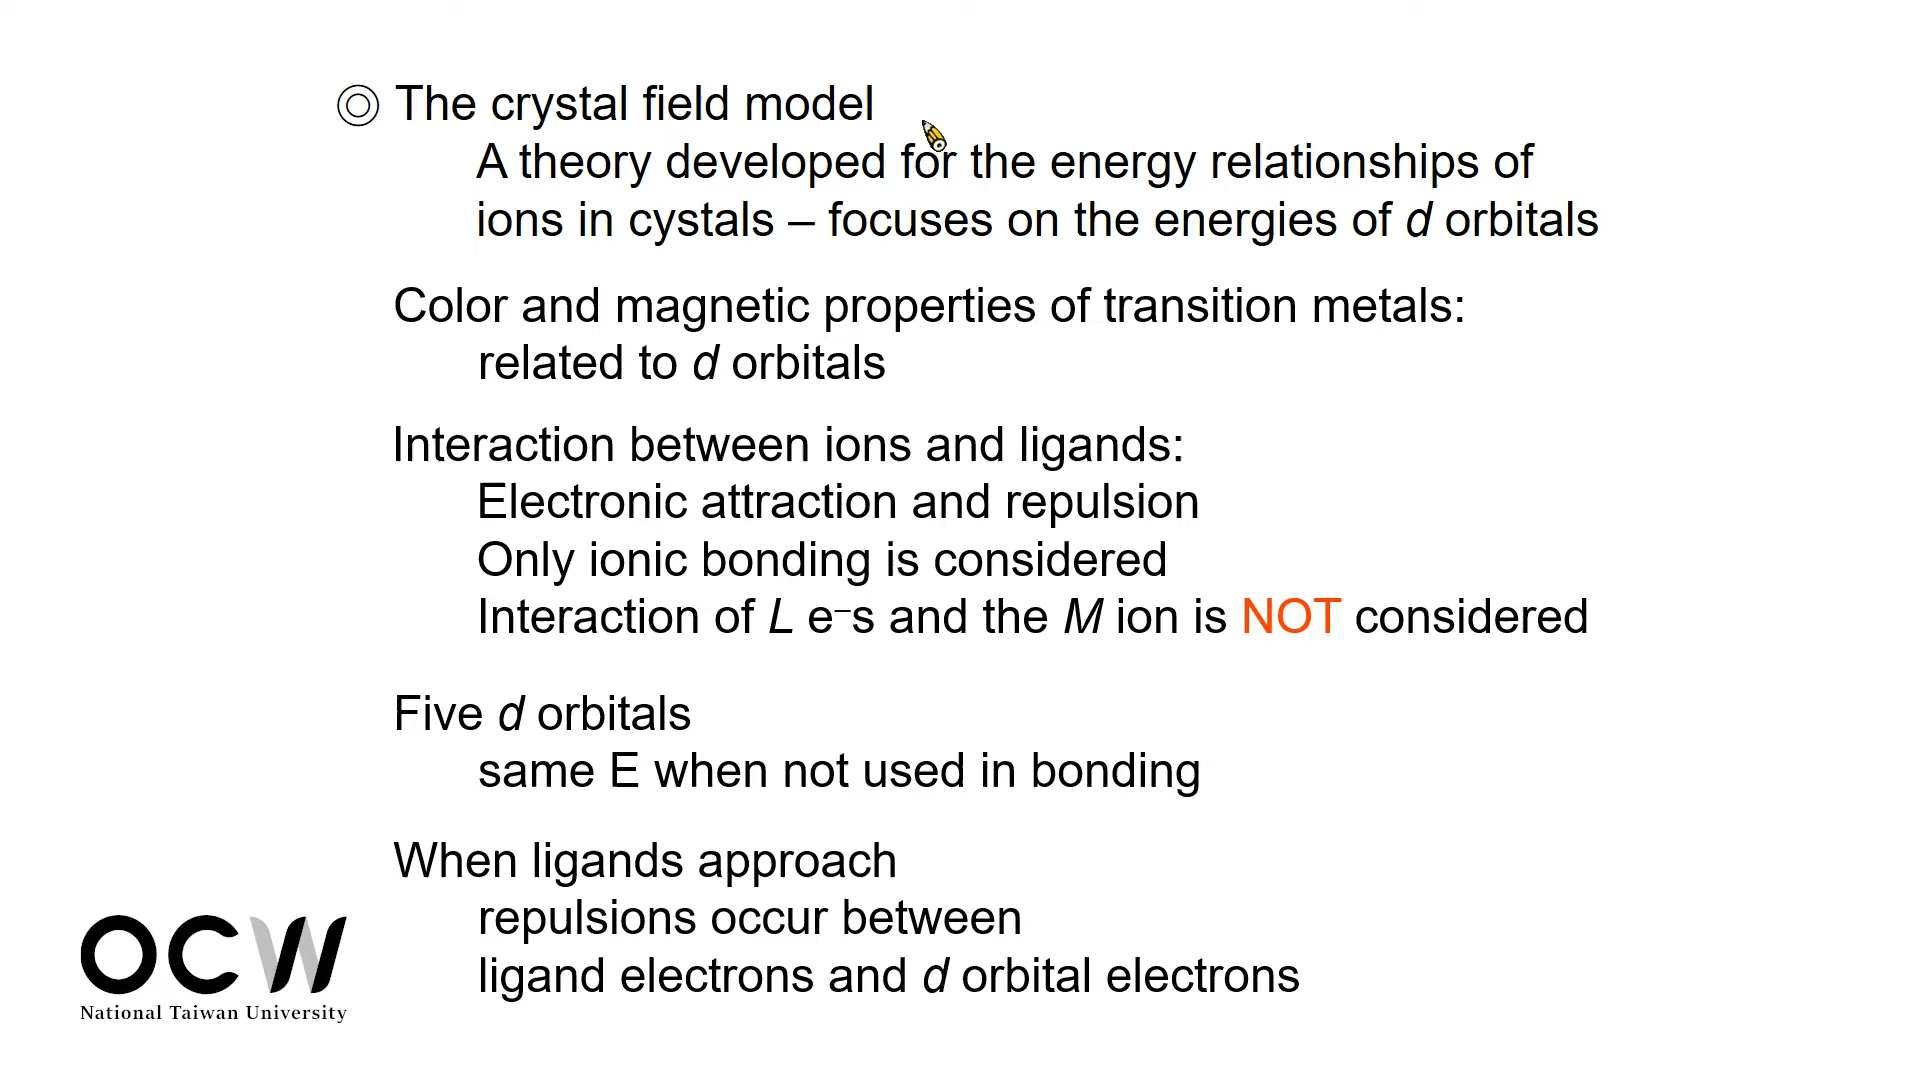 ◎ The crystal field model
A theory developed for the energy relationships of
ions in cystals – focuses on the energies of d orbitals
Color and magnetic properties of transition metals:
related to d orbitals
Interaction between ions and ligands:
Electronic attraction and repulsion
Only ionic bonding is considered
Interaction of L e⁻s and the M ion is NOT considered
Five d orbitals
same E when not used in bonding
When ligands approach
repulsions occur between
ligand electrons and d orbital electrons
OCW
National Taiwan University